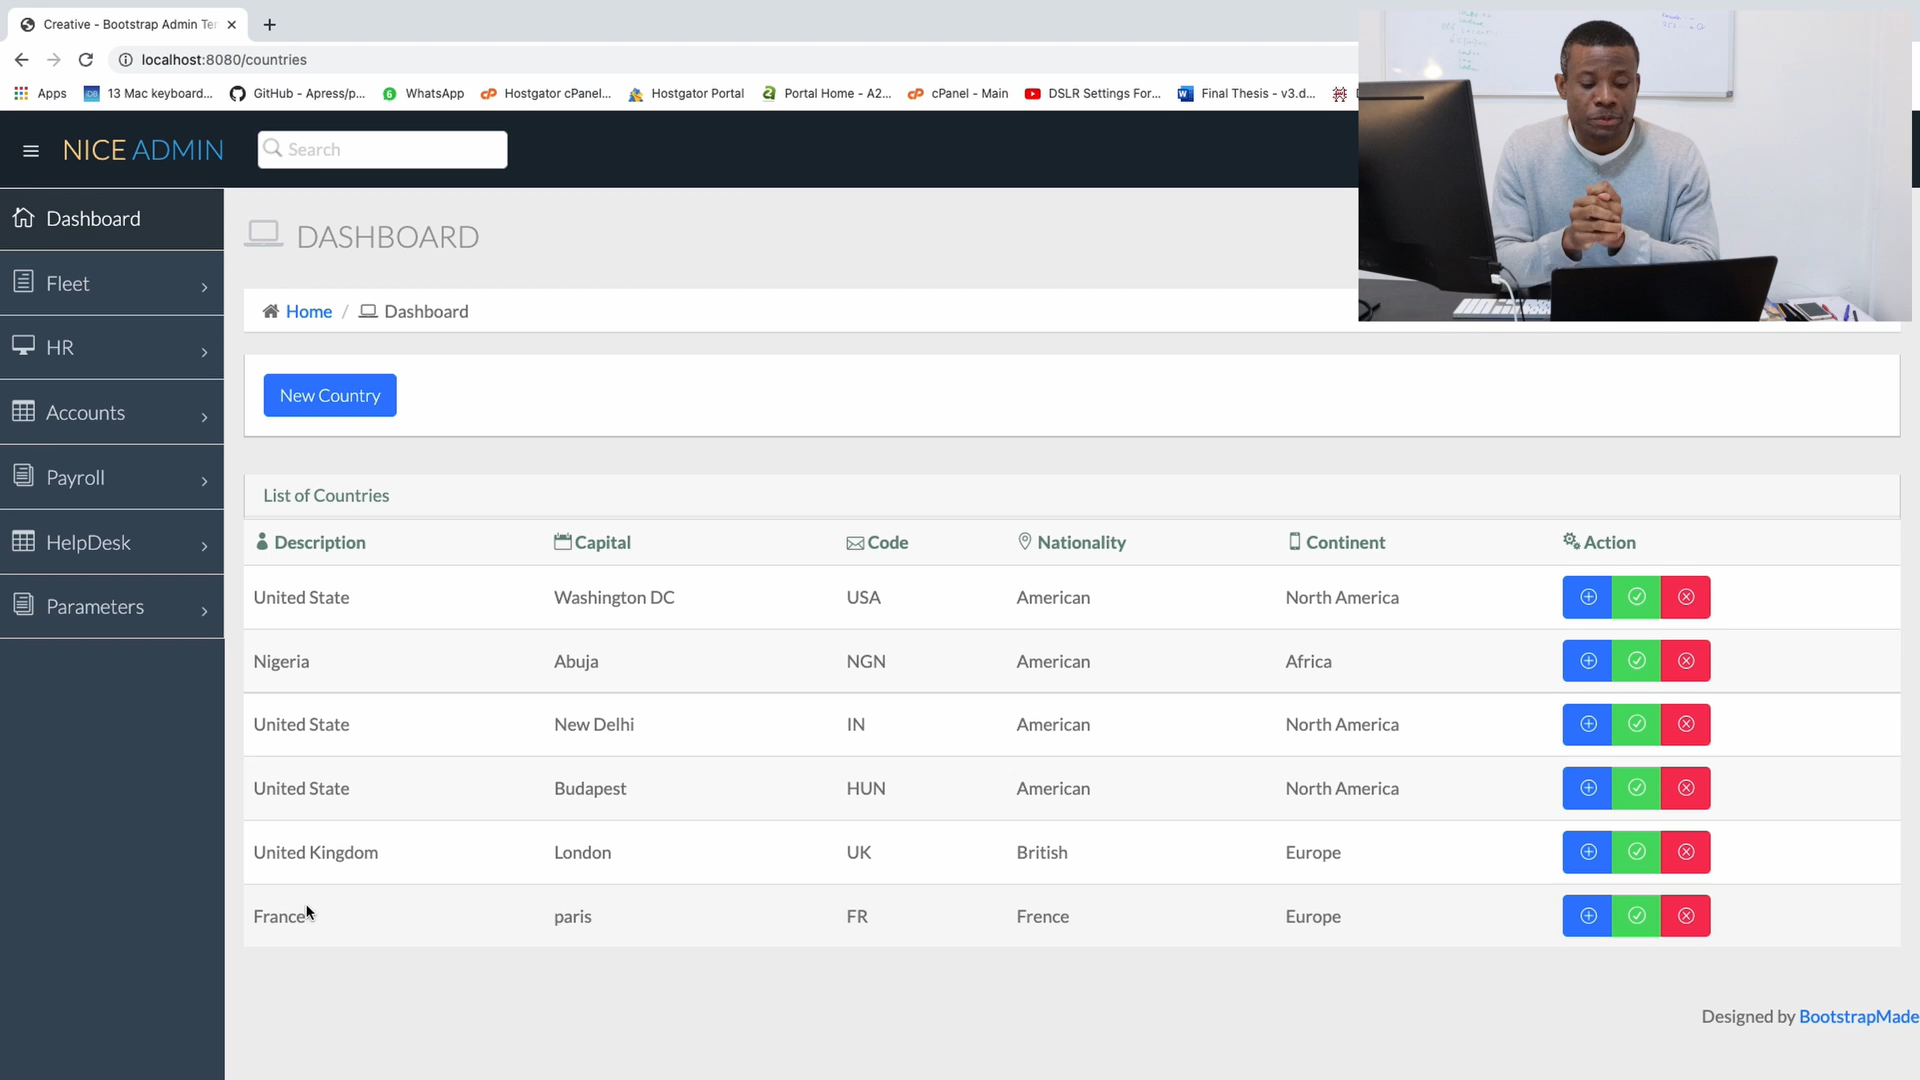 Creative - Bootstrap Admin Ter
localhost:8080/countries
Apps
13 Mac keyboard...
GitHub - Apress/p...
WhatsApp
Hostgator cPanel...
Hostgator Portal
Portal Home - A2...
cPanel - Main
DSLR Settings For...
Final Thesis - v3.d...
NICE ADMIN
Search
Dashboard
Fleet
HR
Accounts
Payroll
HelpDesk
Parameters
DASHBOARD
Home / Dashboard
New Country
List of Countries
Description Capital Code Nationality Continent Action
United State Washington DC USA American North America
Nigeria Abuja NGN American Africa
United State New Delhi IN American North America
United State Budapest HUN American North America
United Kingdom London UK British Europe
France paris FR Frence Europe
Designed by BootstrapMade